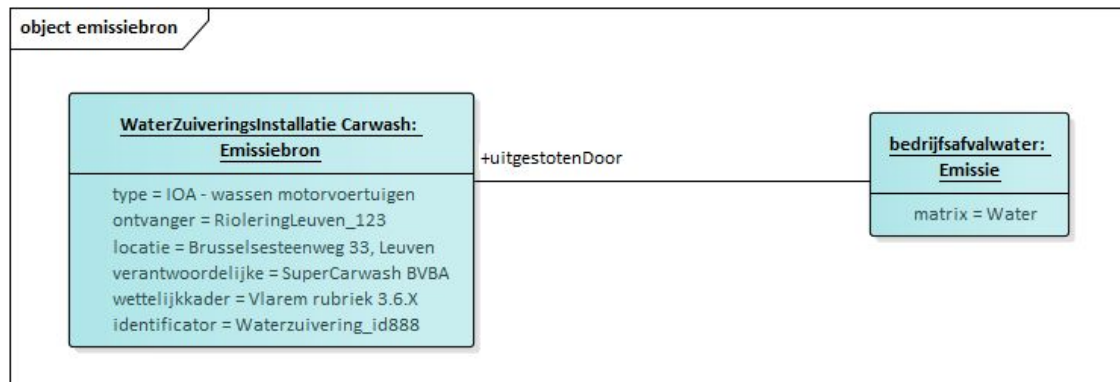 object emissiebron
WaterZuiveringsInstallatie Carwash:
Emissiebron
type = IOA - wassen motorvoertuigen
ontvanger = RioleringLeuven_123
locatie = Brusselsesteenweg 33, Leuven
verantwoordelijke = SuperCarwash BVBA
wettelijkkader = Vlarem rubriek 3.6.X
identificator = Waterzuivering_id888
+uitgestotenDoor
bedrijfsafvalwater:
Emissie
matrix = Water